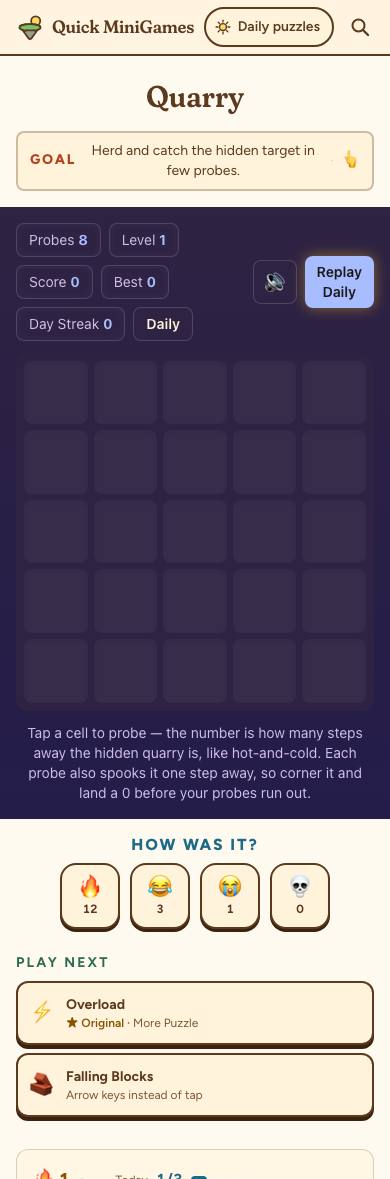 Quick MiniGames
Daily puzzles
Quarry
GOAL
Herd and catch the hidden target in
few probes.
Probes 8
Level 1
Score 0
Best 0
Replay
Daily
Day Streak 0
Daily
Tap a cell to probe — the number is how many steps
away the hidden quarry is, like hot-and-cold. Each
probe also spooks it one step away, so corner it and
land a 0 before your probes run out.
HOW WAS IT?
12
3
1
0
PLAY NEXT
Overload
★ Original · More Puzzle
Falling Blocks
Arrow keys instead of tap